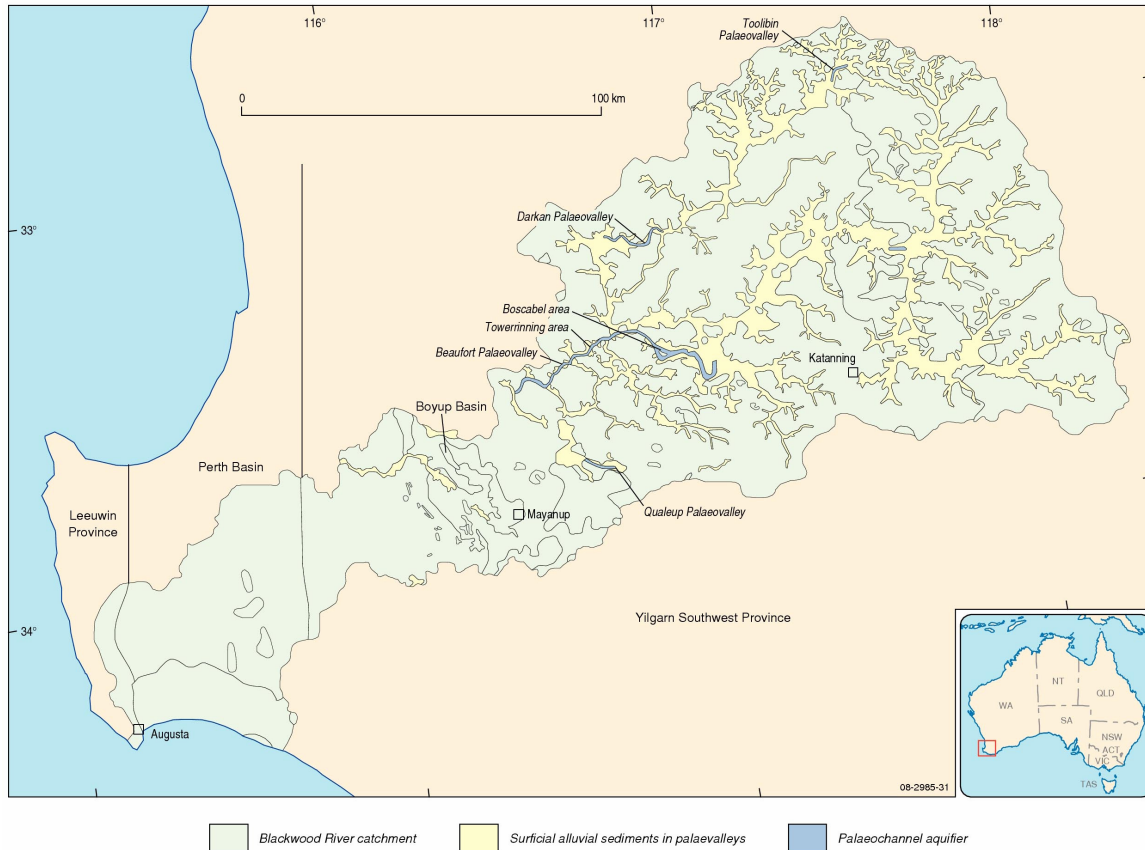 116°
117°
118°
Toolibin
Palaeovalley
0
100 km
Darkan Palaeovalley
33°
Boscabel area
Towerrinning area
Beaufort Palaeovalley
Katanning
Boyup Basin
Perth Basin
Leeuwin
Province
Mayanup
Qualeup Palaeovalley
Yilgarn Southwest Province
34°
Augusta
NT
QLD
WA
SA
NSW
ACT
VIC
TAS
08-2985-31
Blackwood River catchment
Surficial alluvial sediments in palaevalleys
Palaeochannel aquifier